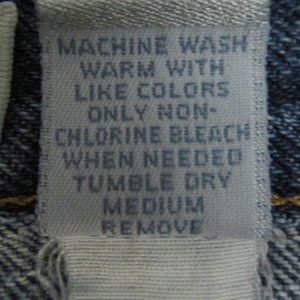 MACHINE WASH
WARM WITH
LIKE COLORS
ONLY NON-
CHLORINE BLEACH
WHEN NEEDED
TUMBLE DRY
MEDIUM
REMOVE